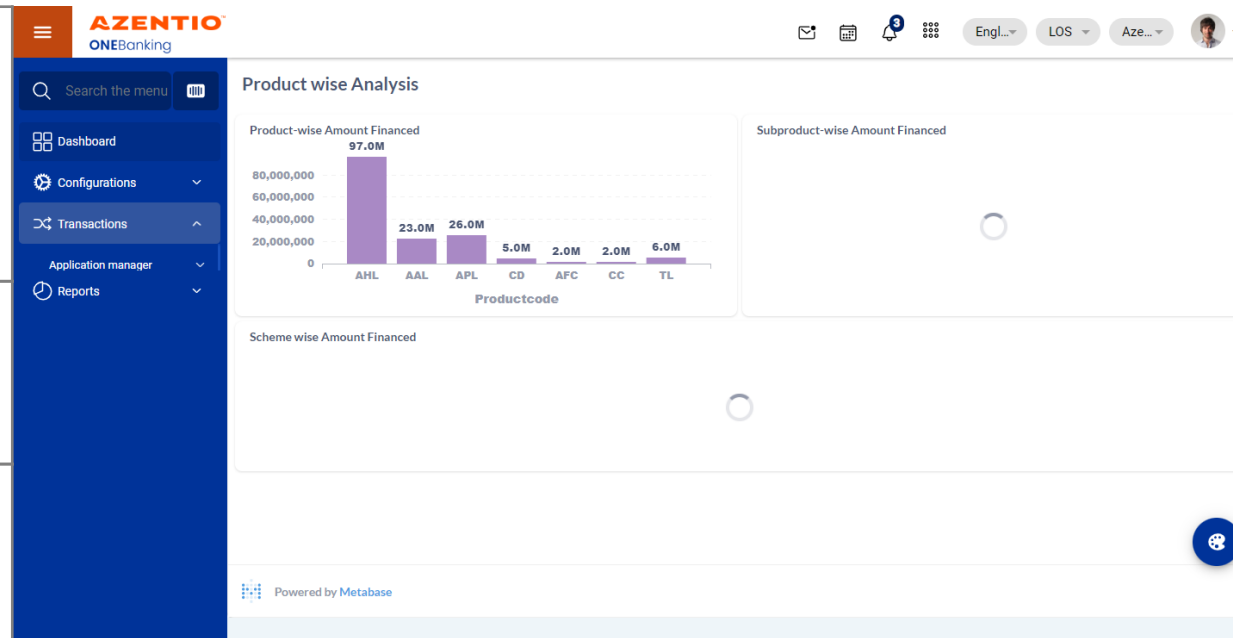 AZENTIO
ONEBanking
3
Engl...
LOS
Aze...
Search the menu
Dashboard
Configurations
Transactions
Application manager
Reports
Product wise Analysis
Product-wise Amount Financed
97.0M
80,000,000
60,000,000
40,000,000
20,000,000
0
23.0M
26.0M
5.0M
2.0M
2.0M
6.0M
AHL AAL APL CD AFC CC TL
Productcode
Subproduct-wise Amount Financed
Scheme wise Amount Financed
Powered by Metabase